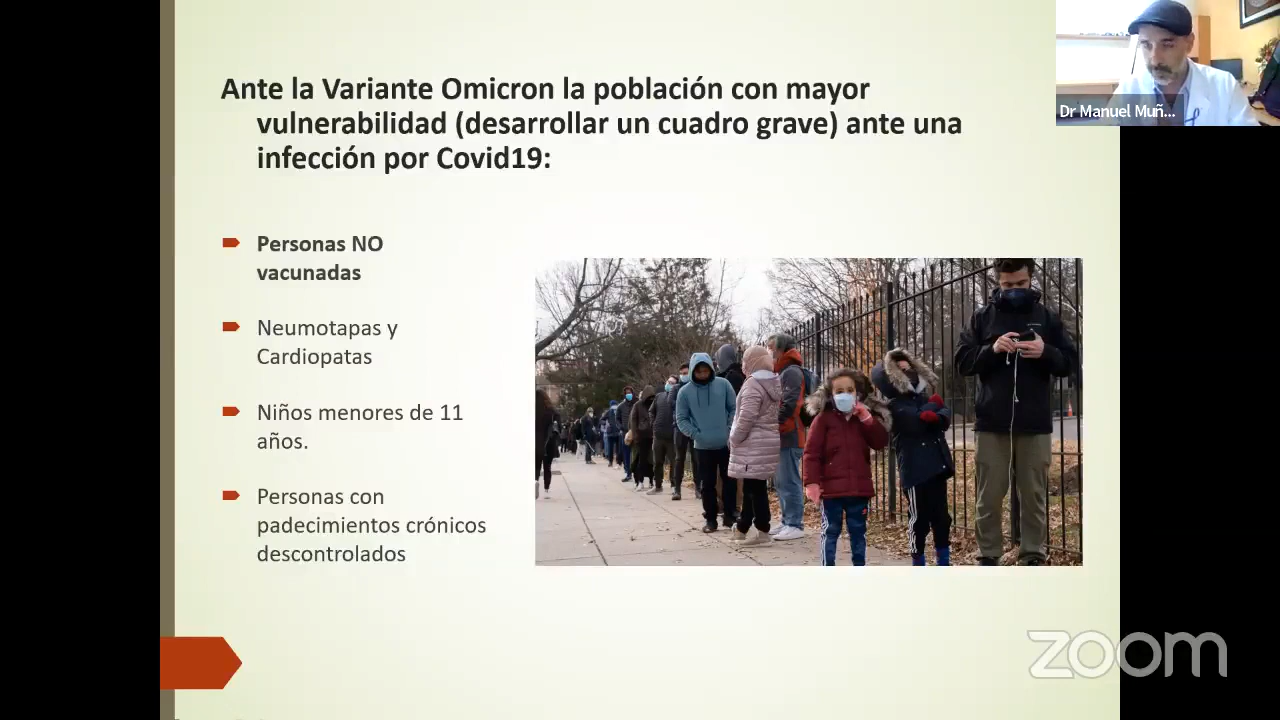 Ante la Variante Omicron la población con mayor
vulnerabilidad (desarrollar un cuadro grave) ante una
infección por Covid19:
Personas NO
vacunadas
Neumotapas y
Cardiopatas
Niños menores de 11
años.
Personas con
padecimientos crónicos
descontrolados
Dr Manuel Muñ...
zoom